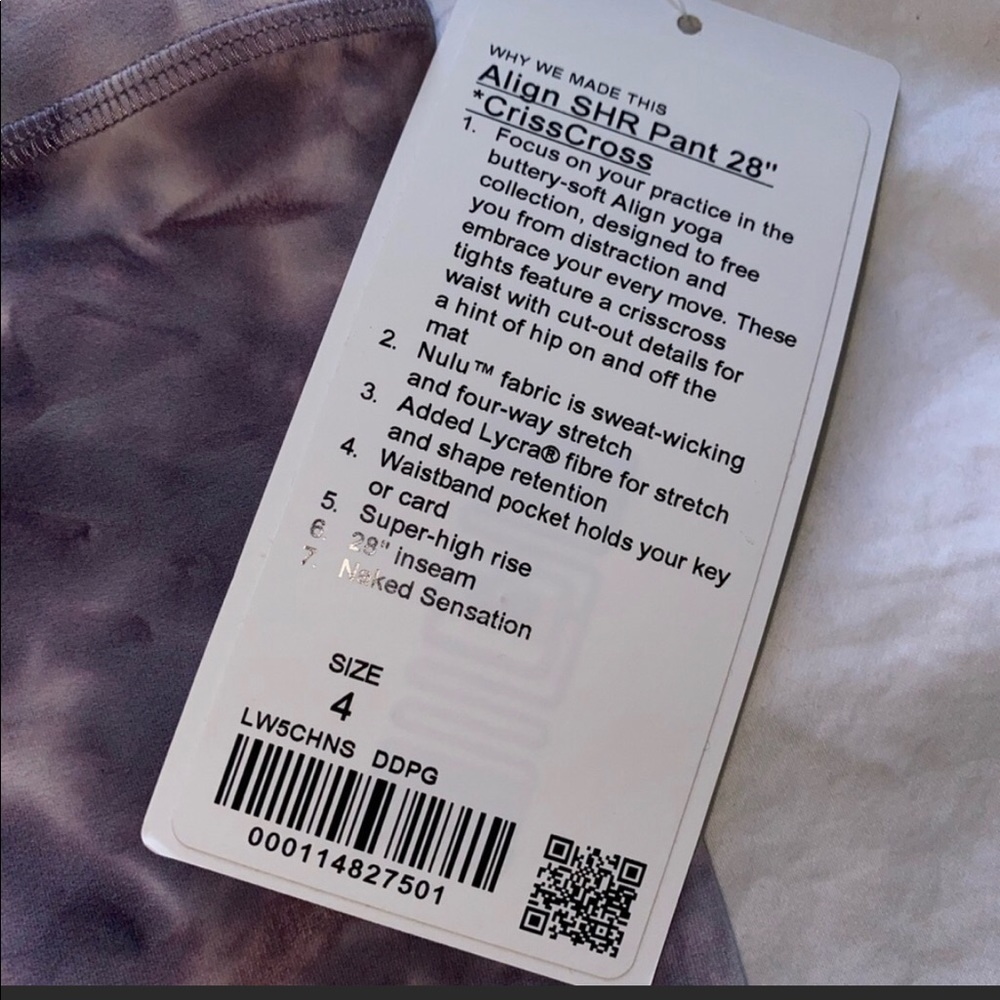 WHY WE MADE THIS
Align SHR Pant 28"
*CrissCross
1. Focus on your practice in the
buttery-soft Align yoga
collection, designed to free
you from distraction and
embrace your every move. These
tights feature a crisscross
waist with cut-out details for
a hint of hip on and off the
mat
2. Nulu™ fabric is sweat-wicking
and four-way stretch
3. Added Lycra® fibre for stretch
and shape retention
4. Waistband pocket holds your key
or card
5. Super-high rise
6. 28" inseam
7. Naked Sensation
SIZE
4
LW5CHNS DDPG
000114827501